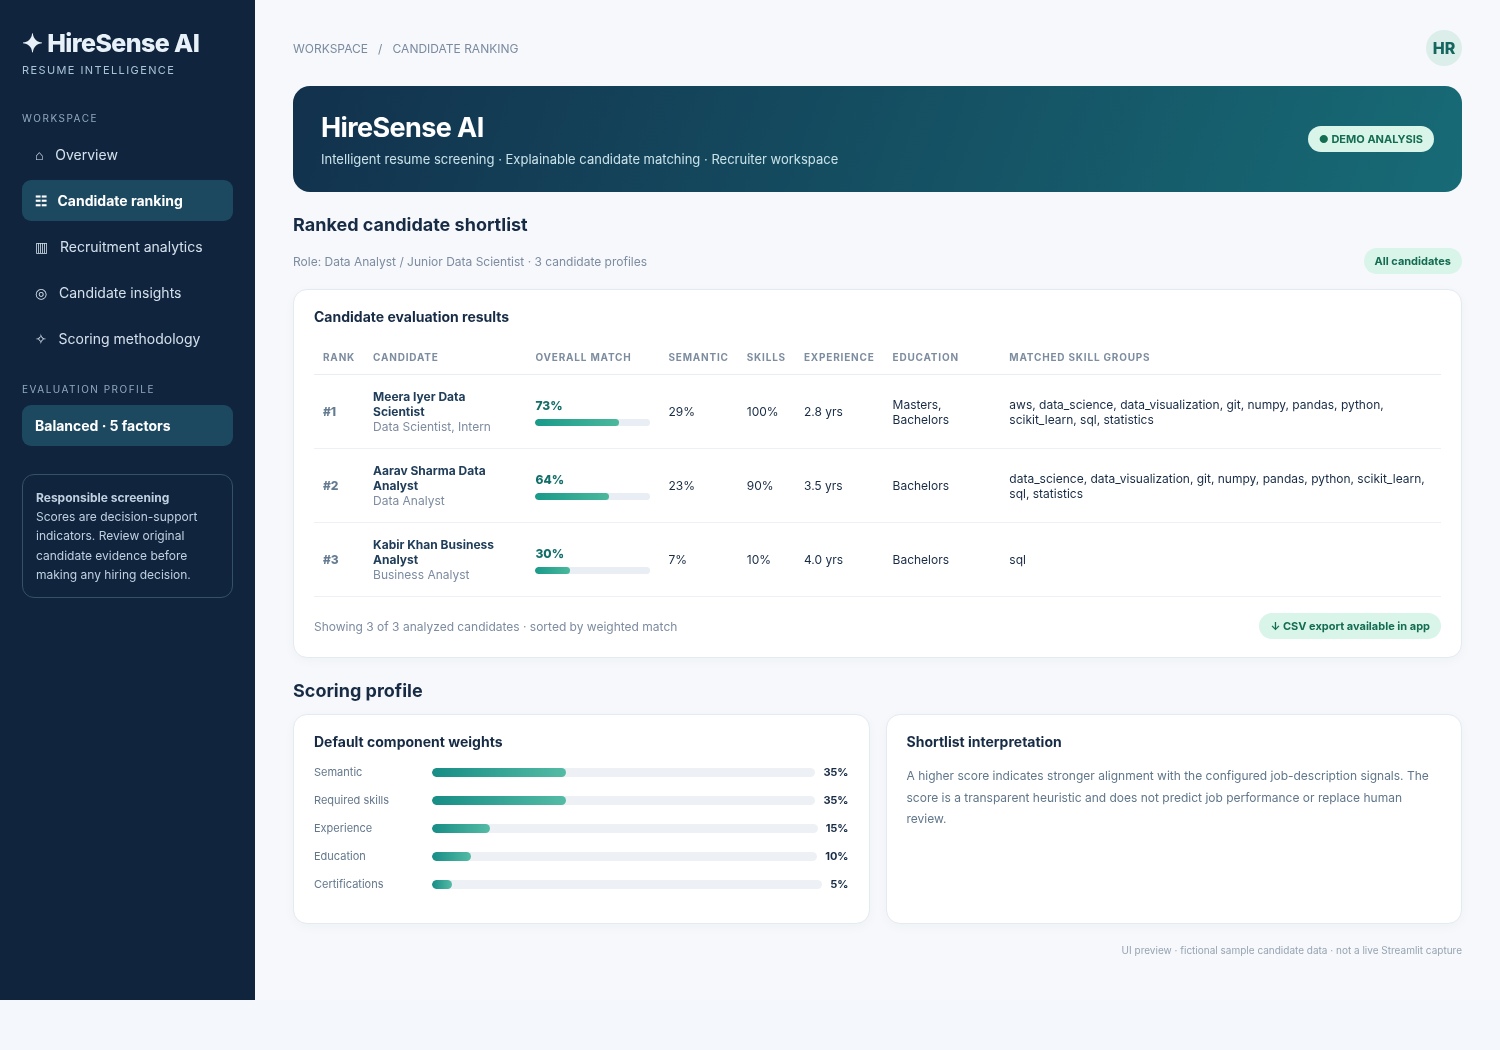 ✦ HireSense AI
RESUME INTELLIGENCE
WORKSPACE
Overview
Candidate ranking
Recruitment analytics
Candidate insights
Scoring methodology
EVALUATION PROFILE
Balanced · 5 factors
Responsible screening
Scores are decision-support
indicators. Review original
candidate evidence before
making any hiring decision.
WORKSPACE / CANDIDATE RANKING
HR
HireSense AI
Intelligent resume screening · Explainable candidate matching · Recruiter workspace
● DEMO ANALYSIS
Ranked candidate shortlist
Role: Data Analyst / Junior Data Scientist · 3 candidate profiles
All candidates
Candidate evaluation results
RANK CANDIDATE OVERALL MATCH SEMANTIC SKILLS EXPERIENCE EDUCATION MATCHED SKILL GROUPS
#1
Meera Iyer Data
Scientist
Data Scientist, Intern
73%
29%
100%
2.8 yrs
Masters,
Bachelors
aws, data_science, data_visualization, git, numpy, pandas, python,
scikit_learn, sql, statistics
#2
Aarav Sharma Data
Analyst
Data Analyst
64%
23%
90%
3.5 yrs
Bachelors
data_science, data_visualization, git, numpy, pandas, python, scikit_learn,
sql, statistics
#3
Kabir Khan Business
Analyst
Business Analyst
30%
7%
10%
4.0 yrs
Bachelors
sql
Showing 3 of 3 analyzed candidates · sorted by weighted match
↓ CSV export available in app
Scoring profile
Default component weights
Semantic 35%
Required skills 35%
Experience 15%
Education 10%
Certifications 5%
Shortlist interpretation
A higher score indicates stronger alignment with the configured job-description signals. The
score is a transparent heuristic and does not predict job performance or replace human
review.
UI preview · fictional sample candidate data · not a live Streamlit capture